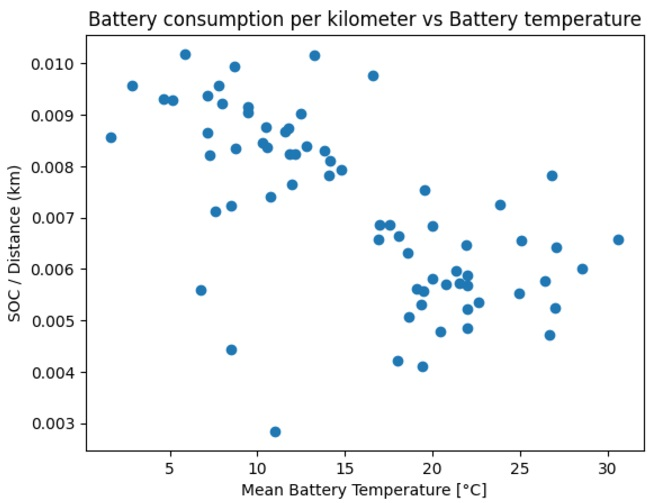 Battery consumption per kilometer vs Battery temperature
0.010
0.009
0.008
0.007
0.006
0.005
0.004
0.003
SOC / Distance (km)
5 10 15 20 25 30
Mean Battery Temperature [°C]